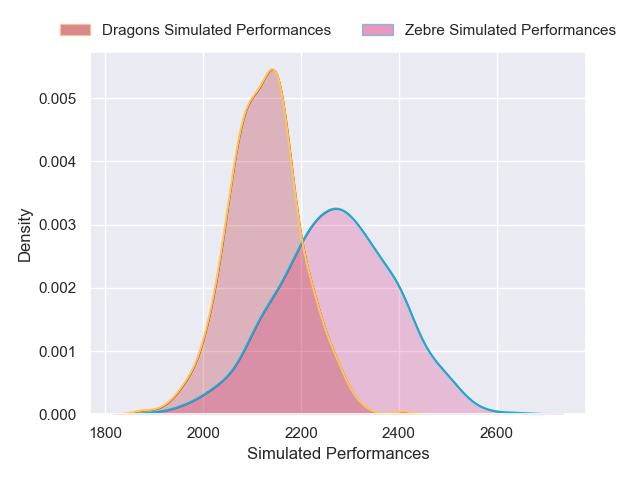 Dragons Simulated Performances
Zebre Simulated Performances
0.005
0.004
0.003
0.002
0.001
0.000
Density
1800 2000 2200 2400 2600
Simulated Performances